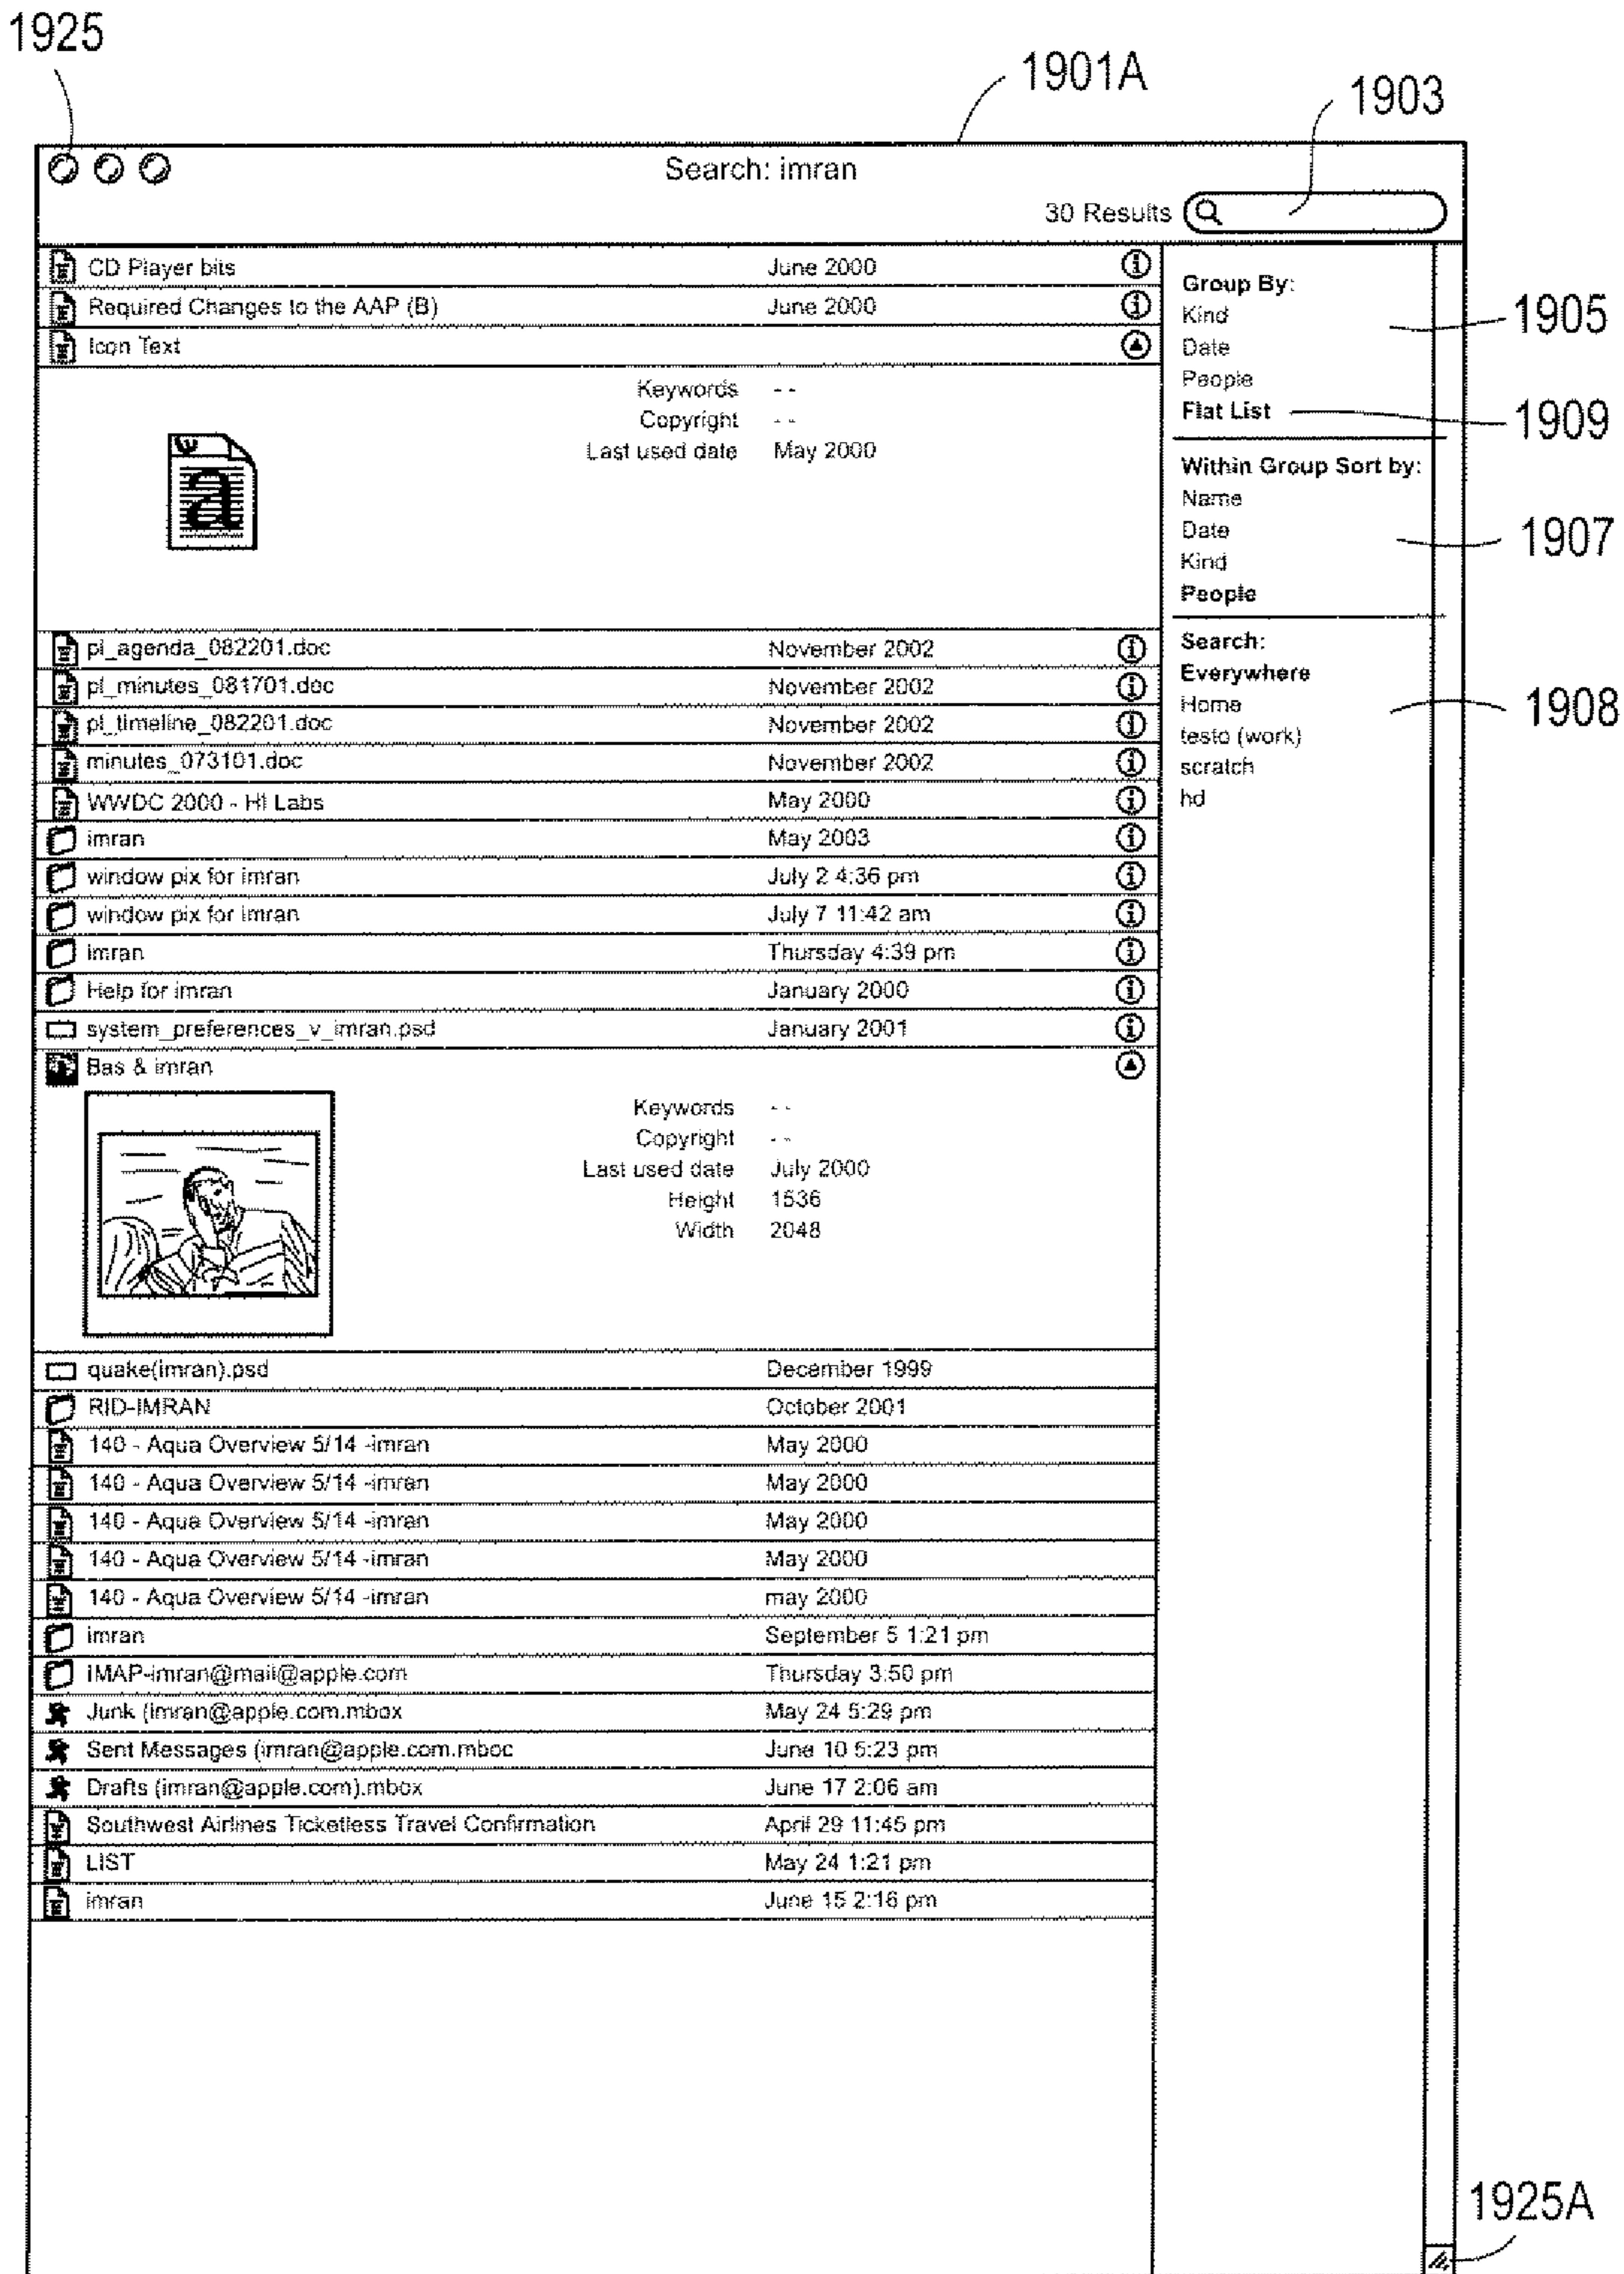 1925
1901A
1903
Search: imran
30 Results
CD Player bits June 2000
Required Changes to the AAP (B) June 2000
Icon Text
Keywords - -
Copyright - -
Last used date May 2000
pl_agenda_082201.doc November 2002
pl_minutes_081701.doc November 2002
pl_timeline_082201.doc November 2002
minutes_073101.doc November 2002
WWDC 2000 - HI Labs May 2000
imran May 2003
window pix for imran July 2 4:36 pm
window pix for imran July 7 11:42 am
imran Thursday 4:39 pm
Help for imran January 2000
system_preferences_v_imran.psd January 2001
Bas & imran
Keywords - -
Copyright - -
Last used date July 2000
Height 1536
Width 2048
quake(imran).psd December 1999
RID-IMRAN October 2001
140 - Aqua Overview 5/14 -imran May 2000
140 - Aqua Overview 5/14 -imran May 2000
140 - Aqua Overview 5/14 -imran May 2000
140 - Aqua Overview 5/14 -imran May 2000
140 - Aqua Overview 5/14 -imran may 2000
imran September 5 1:21 pm
IMAP-imran@mail@apple.com Thursday 3:50 pm
Junk (imran@apple.com.mbox May 24 5:29 pm
Sent Messages (imran@apple.com.mboc June 10 5:23 pm
Drafts (imran@apple.com).mbox June 17 2:06 am
Southwest Airlines Ticketless Travel Confirmation April 29 11:45 pm
LIST May 24 1:21 pm
imran June 15 2:16 pm
Group By:
Kind
Date
People
Flat List
1905
1909
Within Group Sort by:
Name
Date
Kind
People
1907
Search:
Everywhere
Home
testo (work)
scratch
hd
1908
1925A